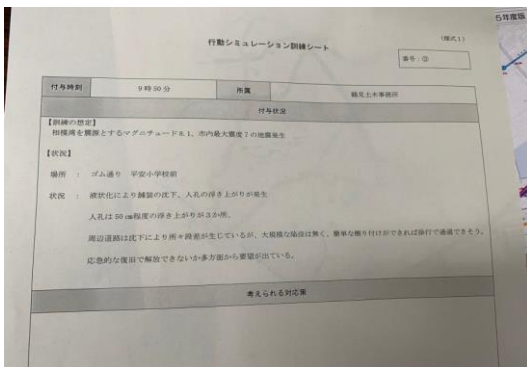 5年度版
(様式1)
行動シミュレーション訓練シート
番号:②
付与時刻 9時30分 所属 鶴見土木事務所
付与状況
【訓練の想定】
相模湾を震源とするマグニチュード8.1、市内最大震度7の地震発生
【状況】
場所 : ゴム通り 平安小学校前
状況 : 液状化により舗装の沈下、人孔の浮き上がりが発生
人孔は50㎝程度の浮き上がりが3か所。
周辺道路は沈下により所々段差が生じているが、大規模な陥没は無く、簡単な擦り付けができれば徐行で通過できそう。
応急的な復旧で解放できないか多方面から要望が出ている。
考えられる対応策